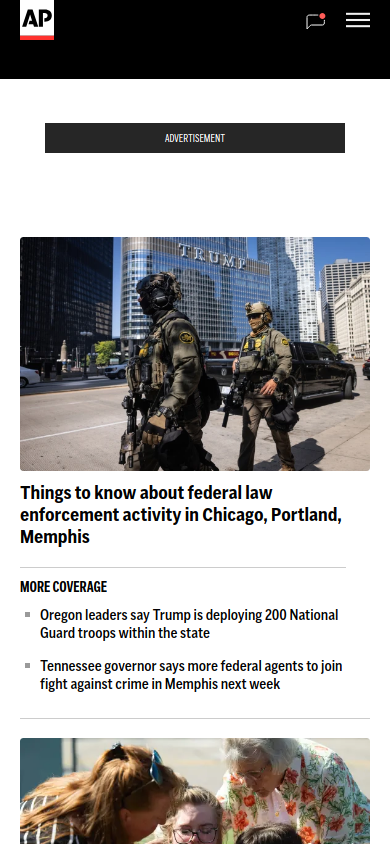 AP
ADVERTISEMENT
TRUMP
Things to know about federal law
enforcement activity in Chicago, Portland,
Memphis
MORE COVERAGE
Oregon leaders say Trump is deploying 200 National
Guard troops within the state
Tennessee governor says more federal agents to join
fight against crime in Memphis next week